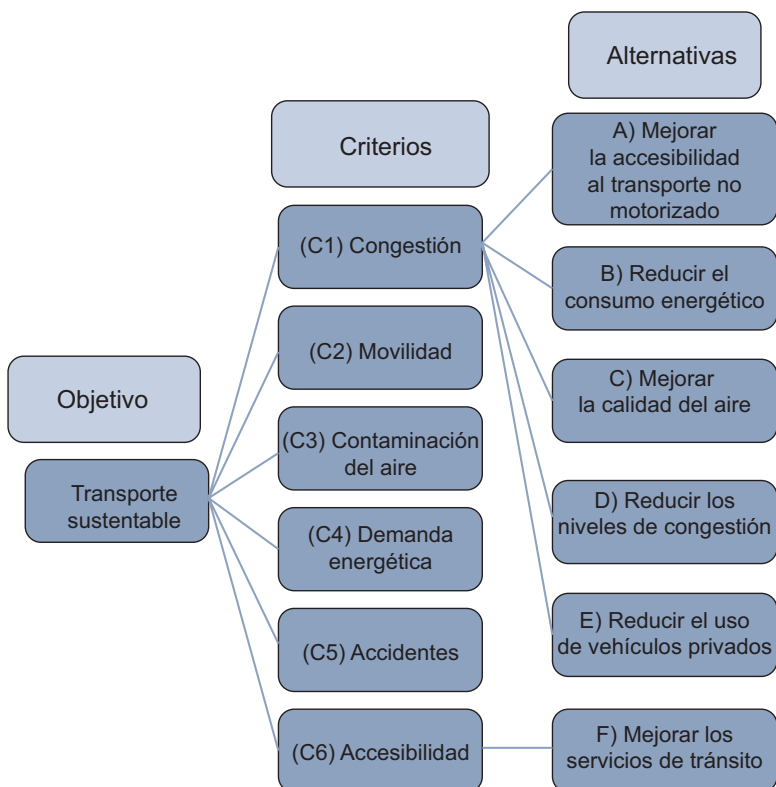 Objetivo
Transporte
sustentable
Criterios
(C1) Congestión
(C2) Movilidad
(C3) Contaminación
del aire
(C4) Demanda
energética
(C5) Accidentes
(C6) Accesibilidad
Alternativas
A) Mejorar
la accesibilidad
al transporte no
motorizado
B) Reducir el
consumo energético
C) Mejorar
la calidad del aire
D) Reducir los
niveles de congestión
E) Reducir el uso
de vehículos privados
F) Mejorar los
servicios de tránsito